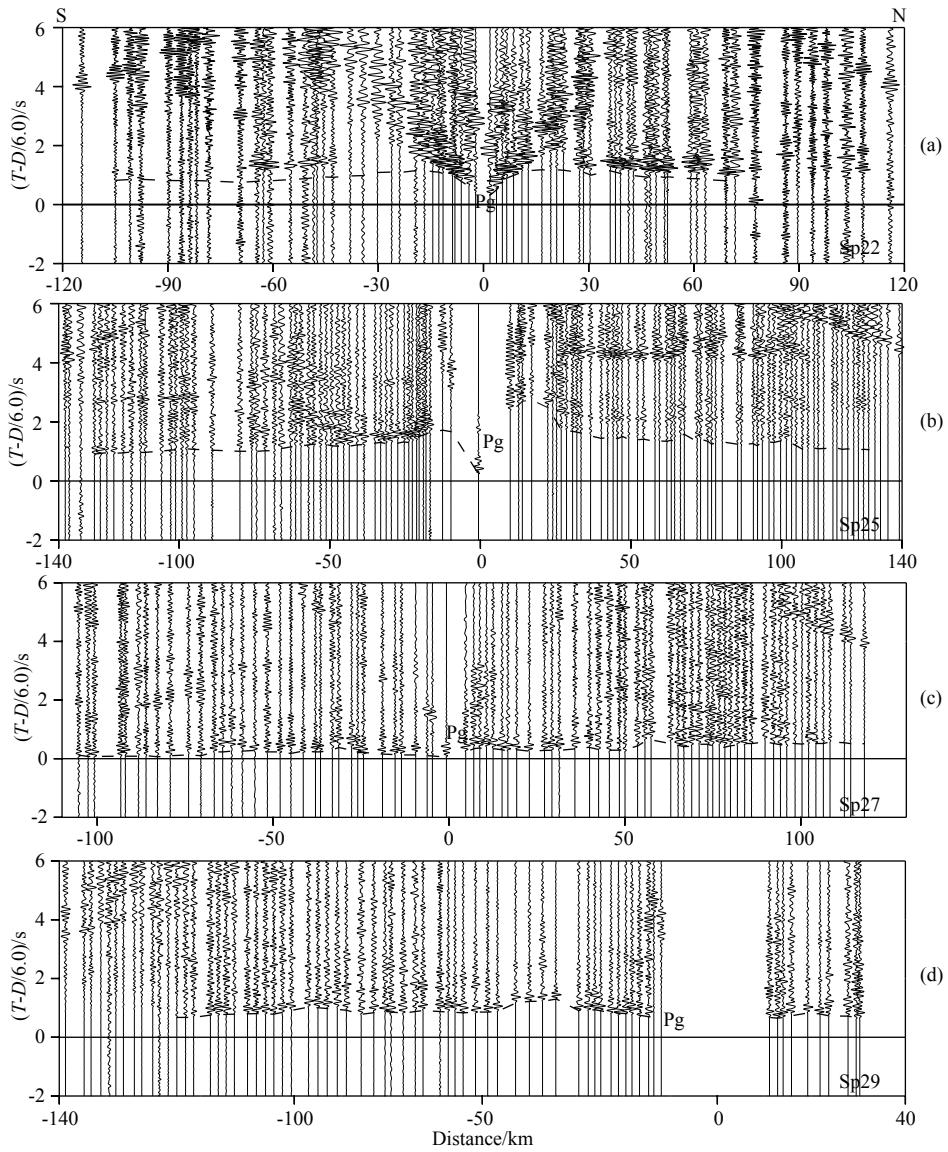 S N
6
4
2
0
-2
(T-D/(6.0)/s
Pg
Sp22
(a)
-120 -90 -60 -30 0 30 60 90 120
6
4
2
0
-2
(T-D/(6.0)/s
Pg
Sp25
(b)
-140 -100 -50 0 50 100 140
6
4
2
0
-2
(T-D/(6.0)/s
Pg
Sp27
(c)
-100 -50 0 50 100
6
4
2
0
-2
(T-D/(6.0)/s
Pg
Sp29
(d)
-140 -100 -50 0 40
Distance/km